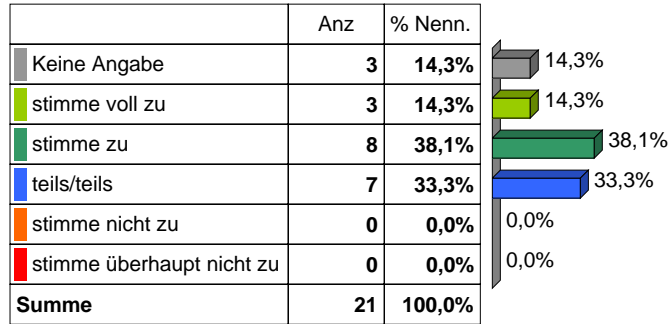 Anz % Nenn.
Keine Angabe 3 14,3% 14,3%
stimme voll zu 3 14,3% 14,3%
stimme zu 8 38,1% 38,1%
teils/teils 7 33,3% 33,3%
stimme nicht zu 0 0,0% 0,0%
stimme überhaupt nicht zu 0 0,0% 0,0%
Summe 21 100,0%